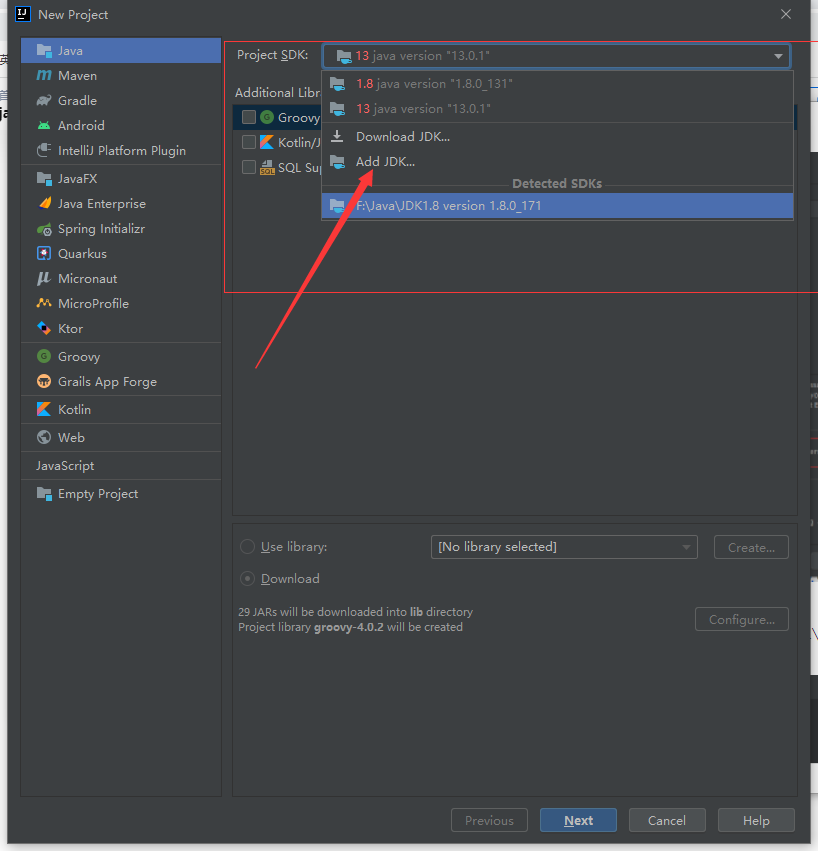 New Project
Java
Maven
Gradle
Android
IntelliJ Platform Plugin
JavaFX
Java Enterprise
Spring Initializr
Quarkus
Micronaut
MicroProfile
Ktor
Groovy
Grails App Forge
Kotlin
Web
JavaScript
Empty Project
Project SDK:
13 java version "13.0.1"
1.8 java version "1.8.0_131"
13 java version "13.0.1"
Download JDK...
Add JDK...
Detected SDKs
F:\Java\JDK1.8 version 1.8.0_171
Additional Libr
Groovy
Kotlin/J
SQL Sup
Use library:
[No library selected]
Create...
Download
29 JARs will be downloaded into lib directory
Project library groovy-4.0.2 will be created
Configure...
Previous
Next
Cancel
Help